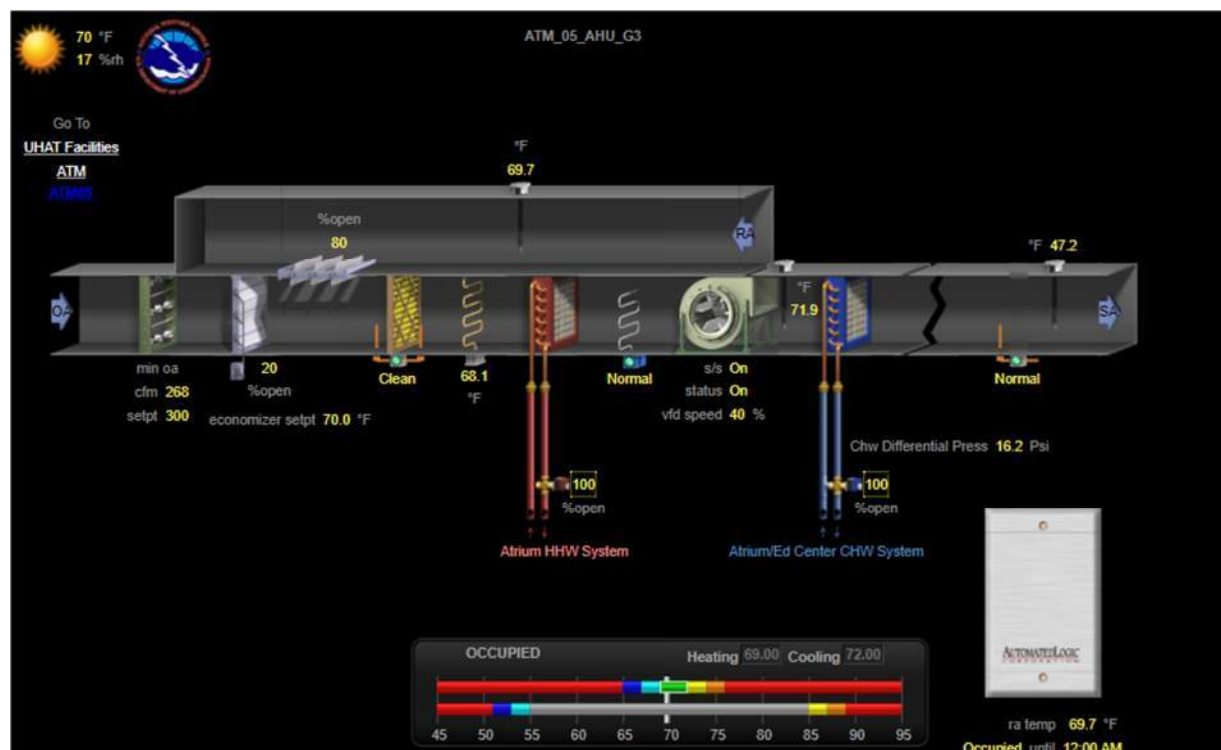 70 °F
17 %rh
ATM_05_AHU_G3
Go To
UHAT Facilities
ATM
ATM05
°F
69.7
%open
80
RA
°F 47.2
OA
°F
71.9
SA
min oa
cfm 268
setpt 300
20
%open
economizer setpt 70.0 °F
Clean
68.1
°F
Normal
s/s On
status On
vfd speed 40 %
Normal
Chw Differential Press 16.2 Psi
100
%open
100
%open
Atrium HHW System
Atrium/Ed Center CHW System
AUTOMATEDLOGIC
CORPORATION
OCCUPIED
Heating 69.00 Cooling 72.00
45 50 55 60 65 70 75 80 85 90 95
ra temp 69.7 °F
Occupied until 12:00 AM